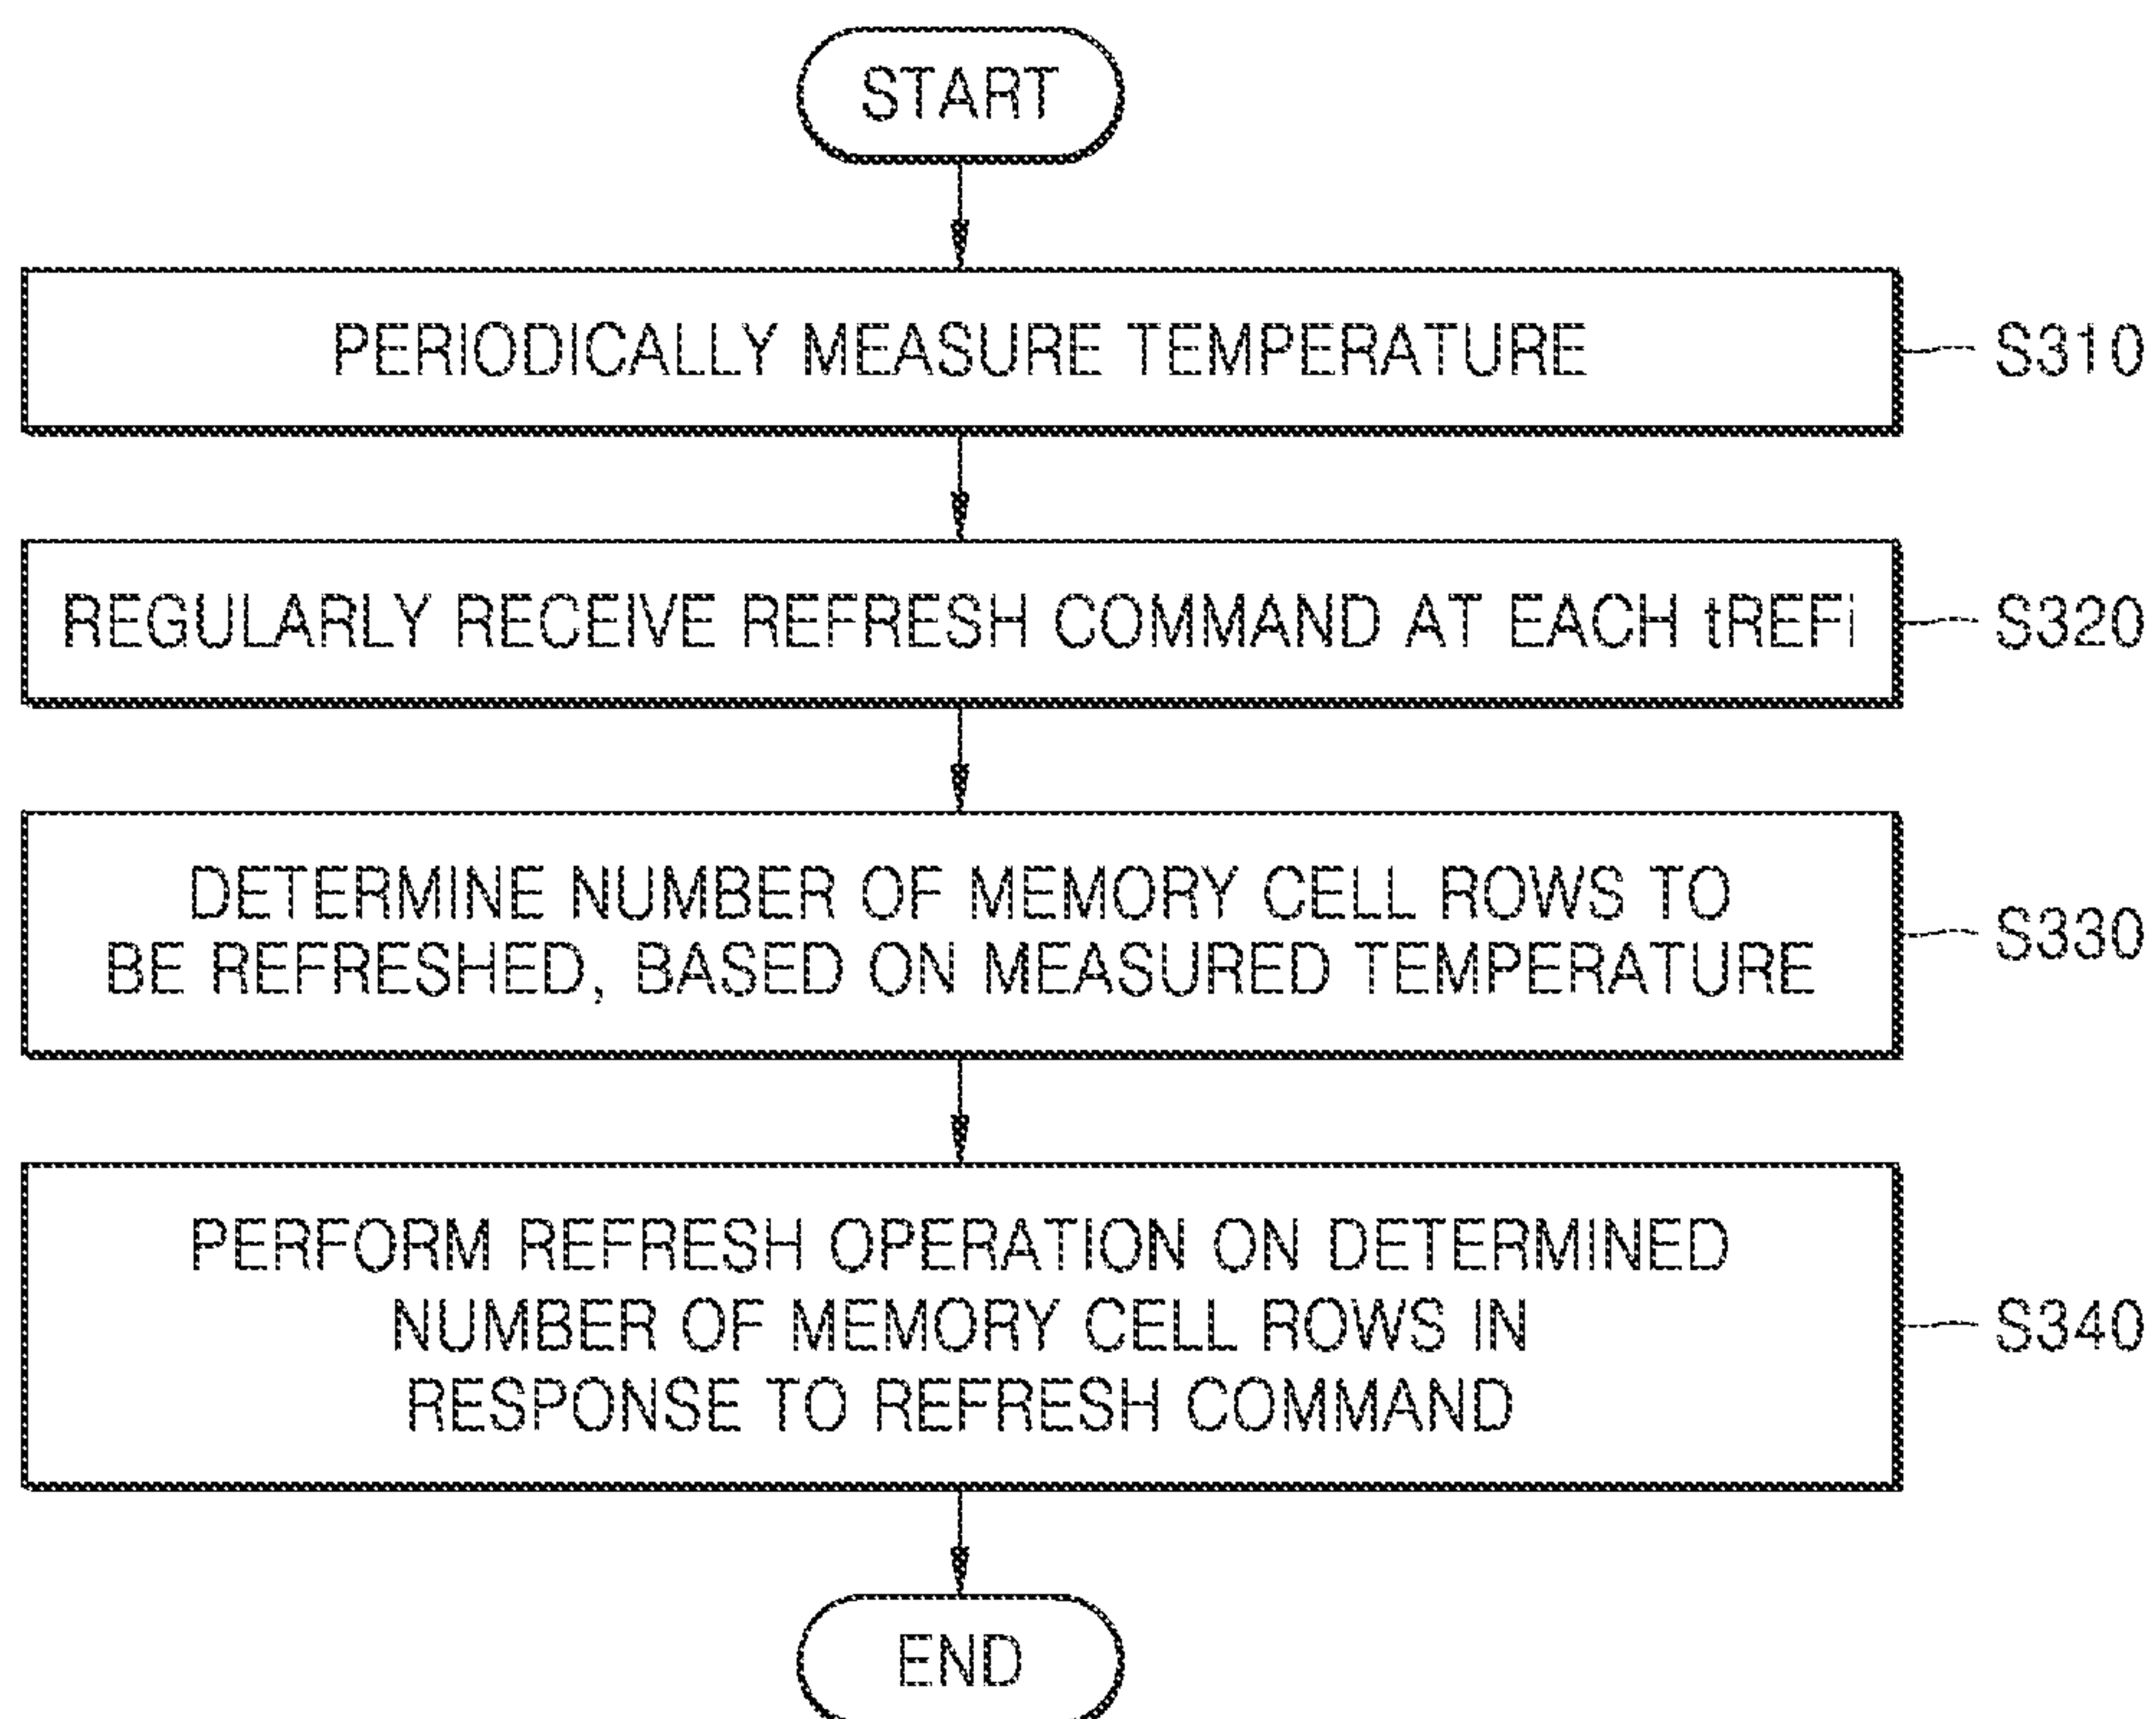 START
PERIODICALLY MEASURE TEMPERATURE
S310
REGULARLY RECEIVE REFRESH COMMAND AT EACH tREFi
S320
DETERMINE NUMBER OF MEMORY CELL ROWS TO
BE REFRESHED, BASED ON MEASURED TEMPERATURE
S330
PERFORM REFRESH OPERATION ON DETERMINED
NUMBER OF MEMORY CELL ROWS IN
RESPONSE TO REFRESH COMMAND
S340
END